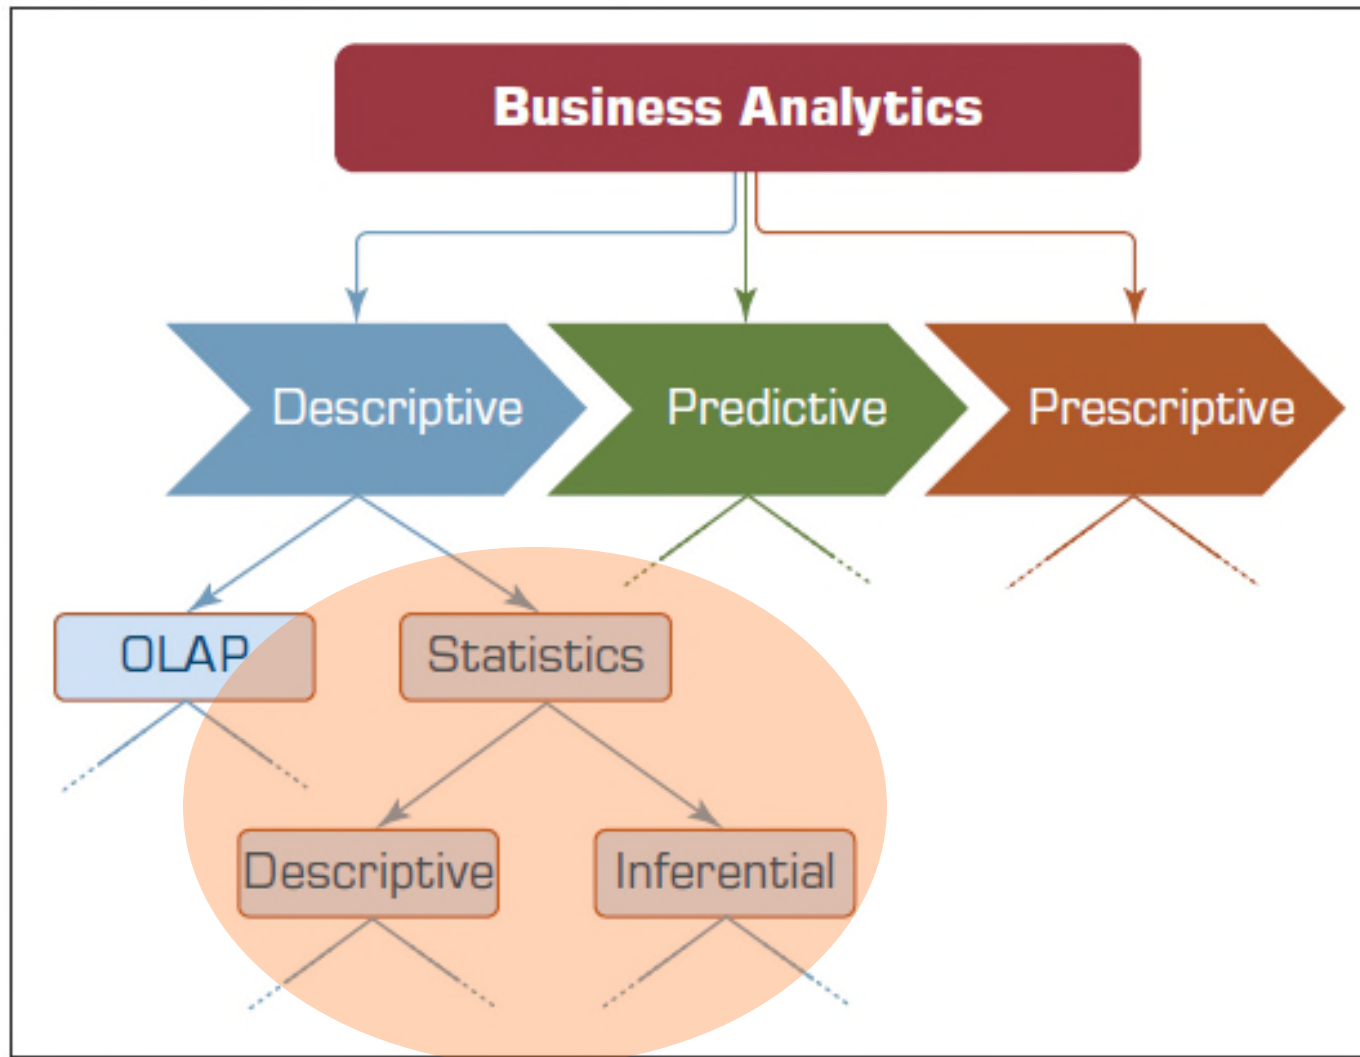 Business Analytics
Descriptive
Predictive
Prescriptive
OLAP
Statistics
Descriptive
Inferential